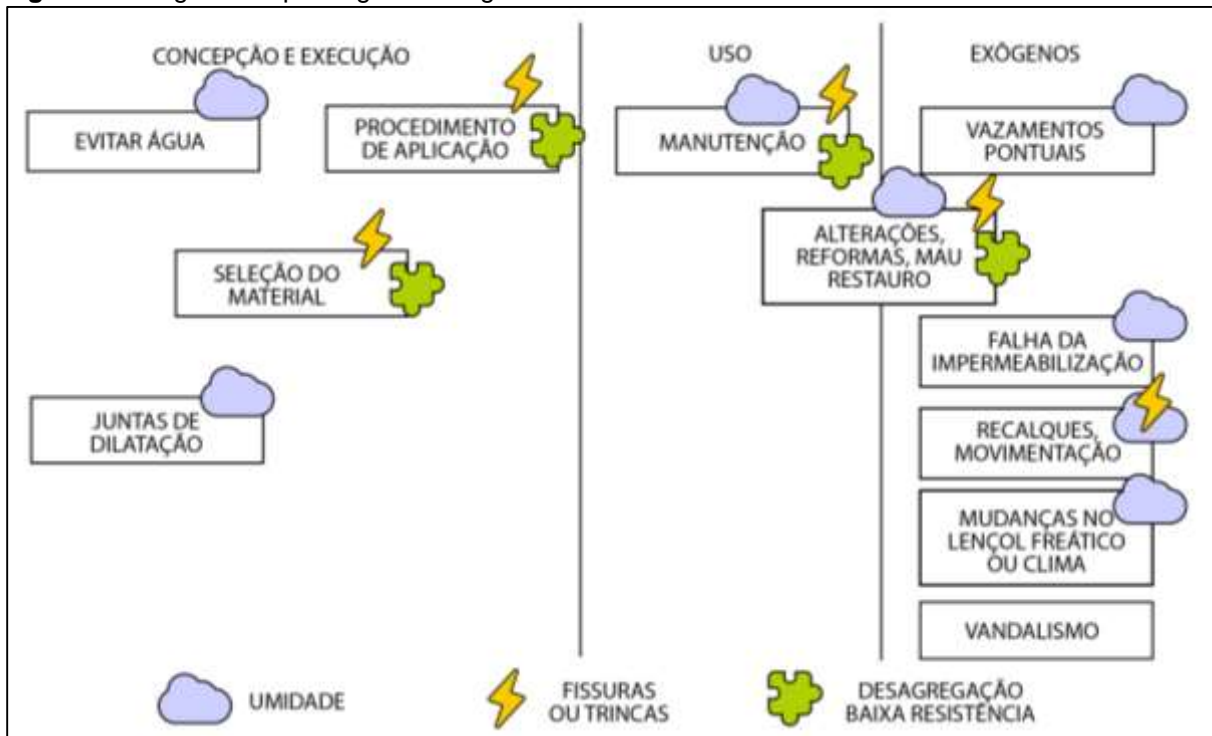 CONCEPÇÃO E EXECUÇÃO
EVITAR ÁGUA
PROCEDIMENTO
DE APLICAÇÃO
SELEÇÃO DO
MATERIAL
JUNTAS DE
DILATAÇÃO
USO
MANUTENÇÃO
ALTERAÇÕES,
REFORMAS, MAU
RESTAURO
EXÔGENOS
VAZAMENTOS
PONTUAIS
FALHA DA
IMPERMEABILIZAÇÃO
RECALQUES,
MOVIMENTAÇÃO
MUDANÇAS NO
LENÇOL FREÁTICO
OU CLIMA
VANDALISMO
UMIDADE
FISSURAS
OU TRINCAS
DESAGREGAÇÃO
BAIXA RESISTÊNCIA